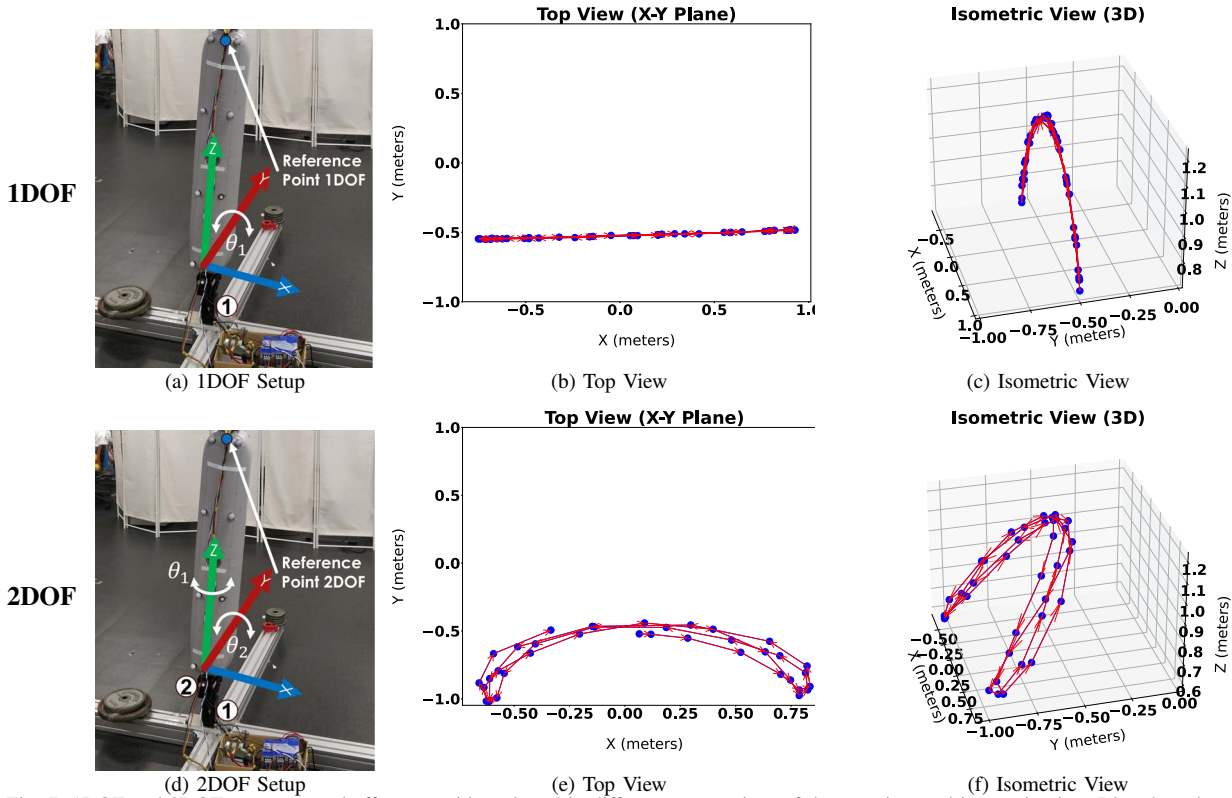 1DOF
Z
Y
X
θ1
1
Reference
Point 1DOF
(a) 1DOF Setup
Top View (X-Y Plane)
1.0
0.5
0.0
−0.5
−1.0
Y (meters)
−0.5 0.0 0.5 1.0
X (meters)
(b) Top View
Isometric View (3D)
1.2
1.1
1.0
0.9
0.8
Z (meters)
−0.5
0.0
0.5
1.0
X (meters)
−1.00 −0.75 −0.50 −0.25 0.00
Y (meters)
(c) Isometric View
2DOF
Z
Y
X
θ1
θ2
2
1
Reference
Point 2DOF
(d) 2DOF Setup
Top View (X-Y Plane)
1.0
0.5
0.0
−0.5
−1.0
Y (meters)
−0.50 −0.25 0.00 0.25 0.50 0.75
X (meters)
(e) Top View
Isometric View (3D)
1.2
1.1
1.0
0.9
0.8
0.7
0.6
Z (meters)
−0.50
−0.25
0.00
0.25
0.50
0.75
X (meters)
−1.00 −0.75 −0.50 −0.25 0.00
Y (meters)
(f) Isometric View